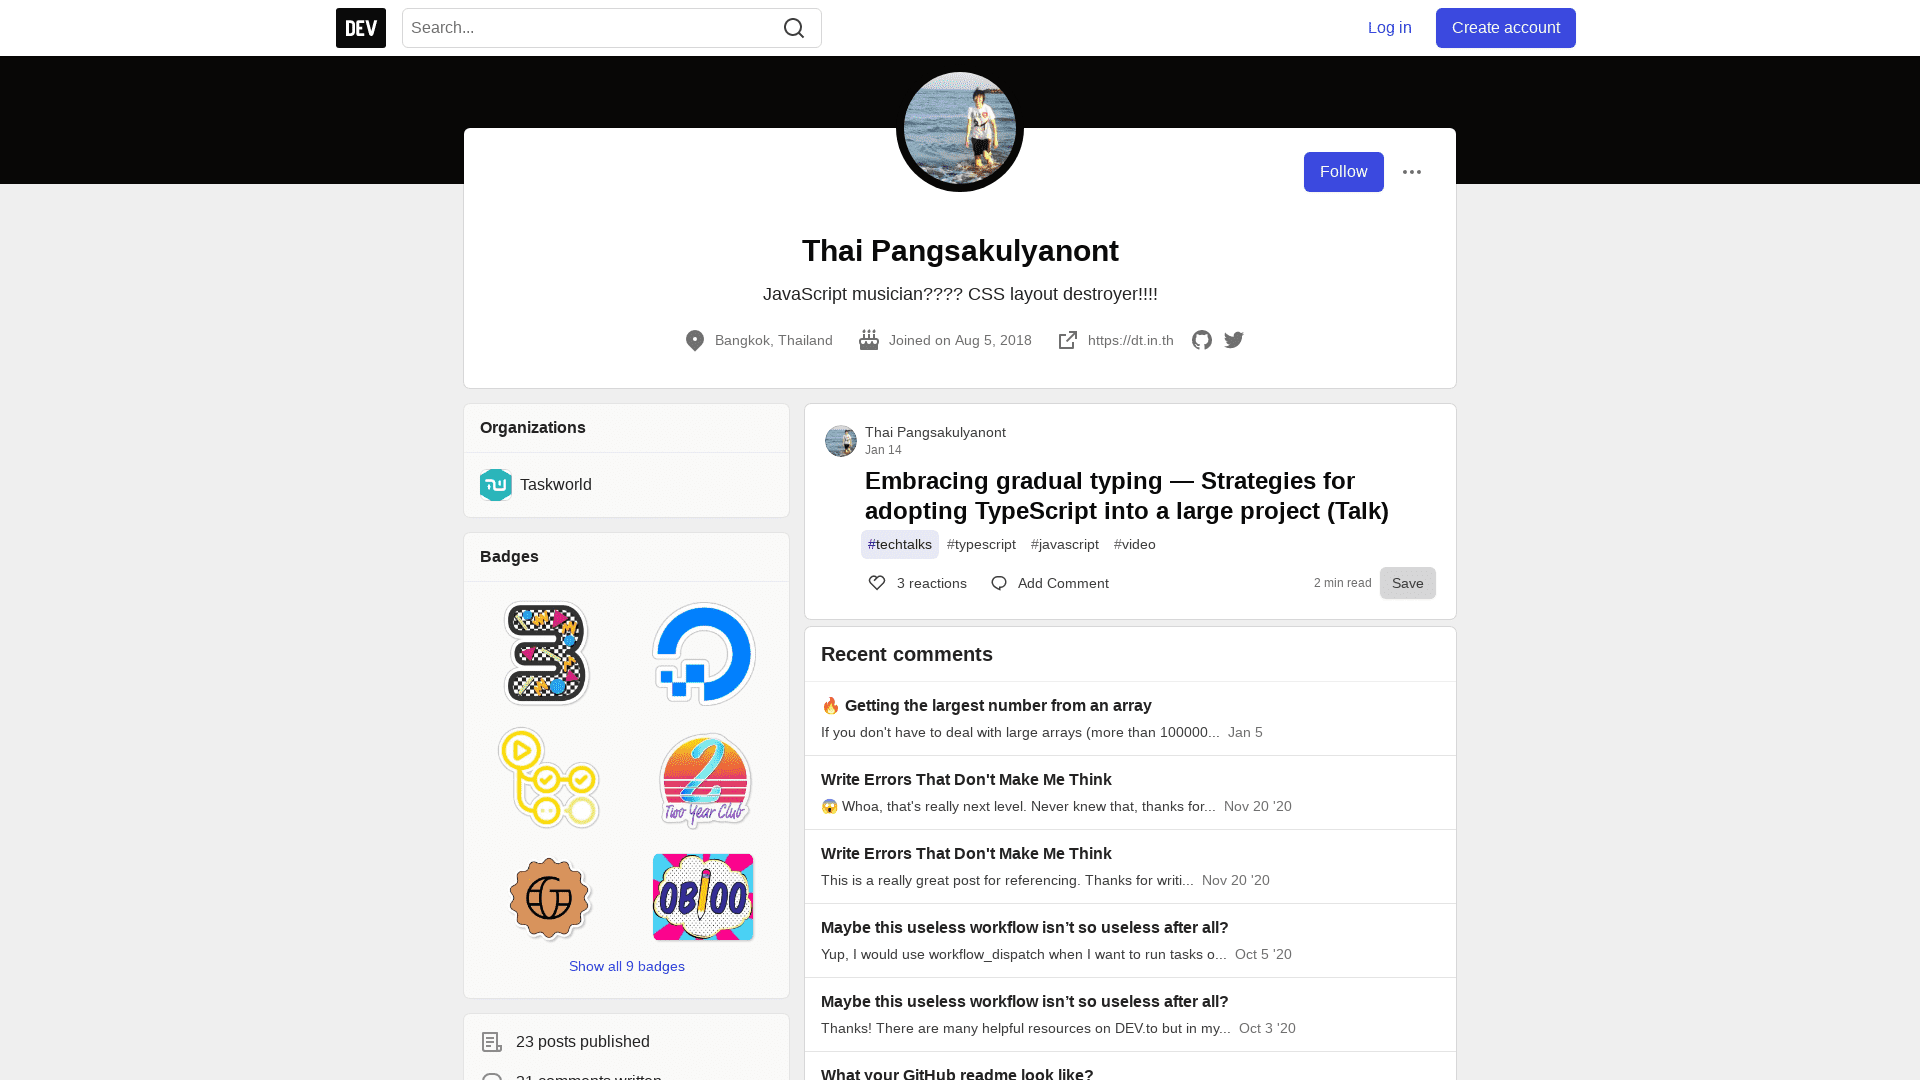 DEV
Search...
Log in
Create account
Follow
Thai Pangsakulyanont
JavaScript musician???? CSS layout destroyer!!!!
Bangkok, Thailand
Joined on Aug 5, 2018
https://dt.in.th
Organizations
Taskworld
Badges
Two Year Club
Show all 9 badges
23 posts published
21 comments written
Thai Pangsakulyanont
Jan 14
Embracing gradual typing — Strategies for
adopting TypeScript into a large project (Talk)
#techtalks #typescript #javascript #video
3 reactions
Add Comment
2 min read
Save
Recent comments
🔥 Getting the largest number from an array
If you don't have to deal with large arrays (more than 100000... Jan 5
Write Errors That Don't Make Me Think
😱 Whoa, that's really next level. Never knew that, thanks for... Nov 20 '20
Write Errors That Don't Make Me Think
This is a really great post for referencing. Thanks for writi... Nov 20 '20
Maybe this useless workflow isn’t so useless after all?
Yup, I would use workflow_dispatch when I want to run tasks o... Oct 5 '20
Maybe this useless workflow isn’t so useless after all?
Thanks! There are many helpful resources on DEV.to but in my... Oct 3 '20
What your GitHub readme look like?